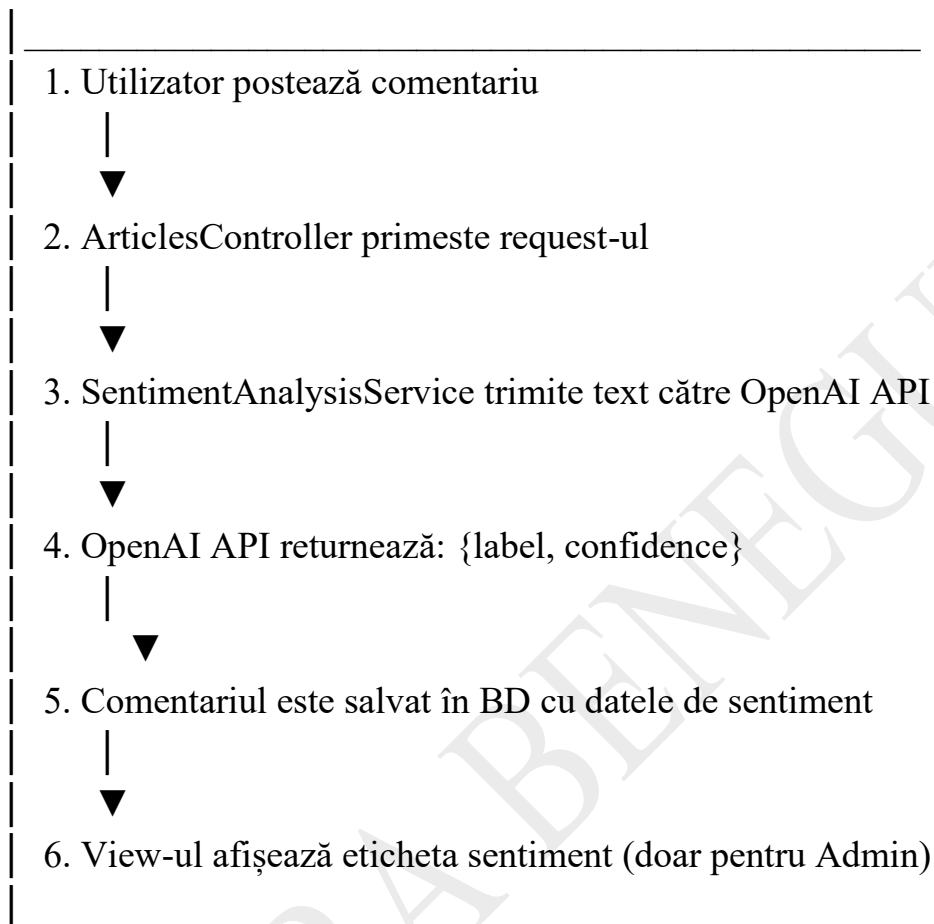 1. Utilizator postează comentariu
2. ArticlesController primeste request-ul
3. SentimentAnalysisService trimite text către OpenAI API
4. OpenAI API returnează: {label, confidence}
5. Comentariul este salvat în BD cu datele de sentiment
6. View-ul afișează eticheta sentiment (doar pentru Admin)